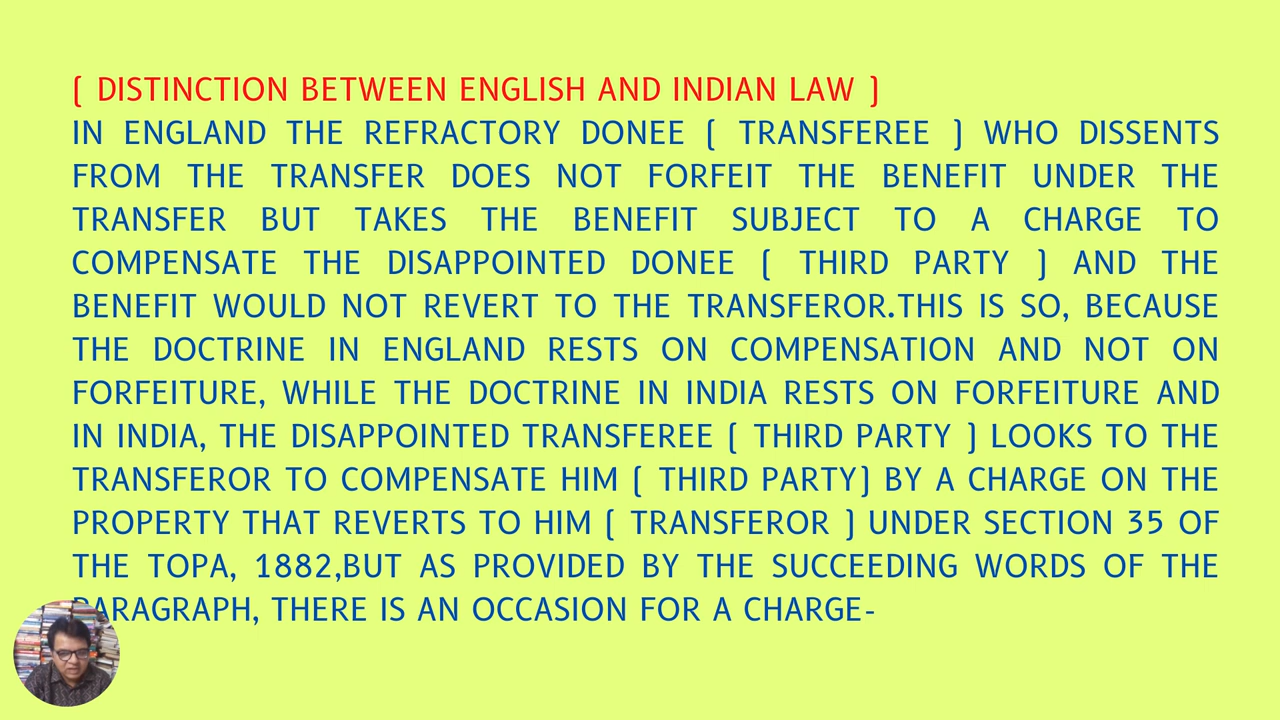 ( DISTINCTION BETWEEN ENGLISH AND INDIAN LAW )
IN ENGLAND THE REFRACTORY DONEE ( TRANSFEREE ) WHO DISSENTS
FROM THE TRANSFER DOES NOT FORFEIT THE BENEFIT UNDER THE
TRANSFER BUT TAKES THE BENEFIT SUBJECT TO A CHARGE TO
COMPENSATE THE DISAPPOINTED DONEE ( THIRD PARTY ) AND THE
BENEFIT WOULD NOT REVERT TO THE TRANSFEROR.THIS IS SO, BECAUSE
THE DOCTRINE IN ENGLAND RESTS ON COMPENSATION AND NOT ON
FORFEITURE, WHILE THE DOCTRINE IN INDIA RESTS ON FORFEITURE AND
IN INDIA, THE DISAPPOINTED TRANSFEREE ( THIRD PARTY ) LOOKS TO THE
TRANSFEROR TO COMPENSATE HIM ( THIRD PARTY) BY A CHARGE ON THE
PROPERTY THAT REVERTS TO HIM ( TRANSFEROR ) UNDER SECTION 35 OF
THE TOPA, 1882,BUT AS PROVIDED BY THE SUCCEEDING WORDS OF THE
PARAGRAPH, THERE IS AN OCCASION FOR A CHARGE-